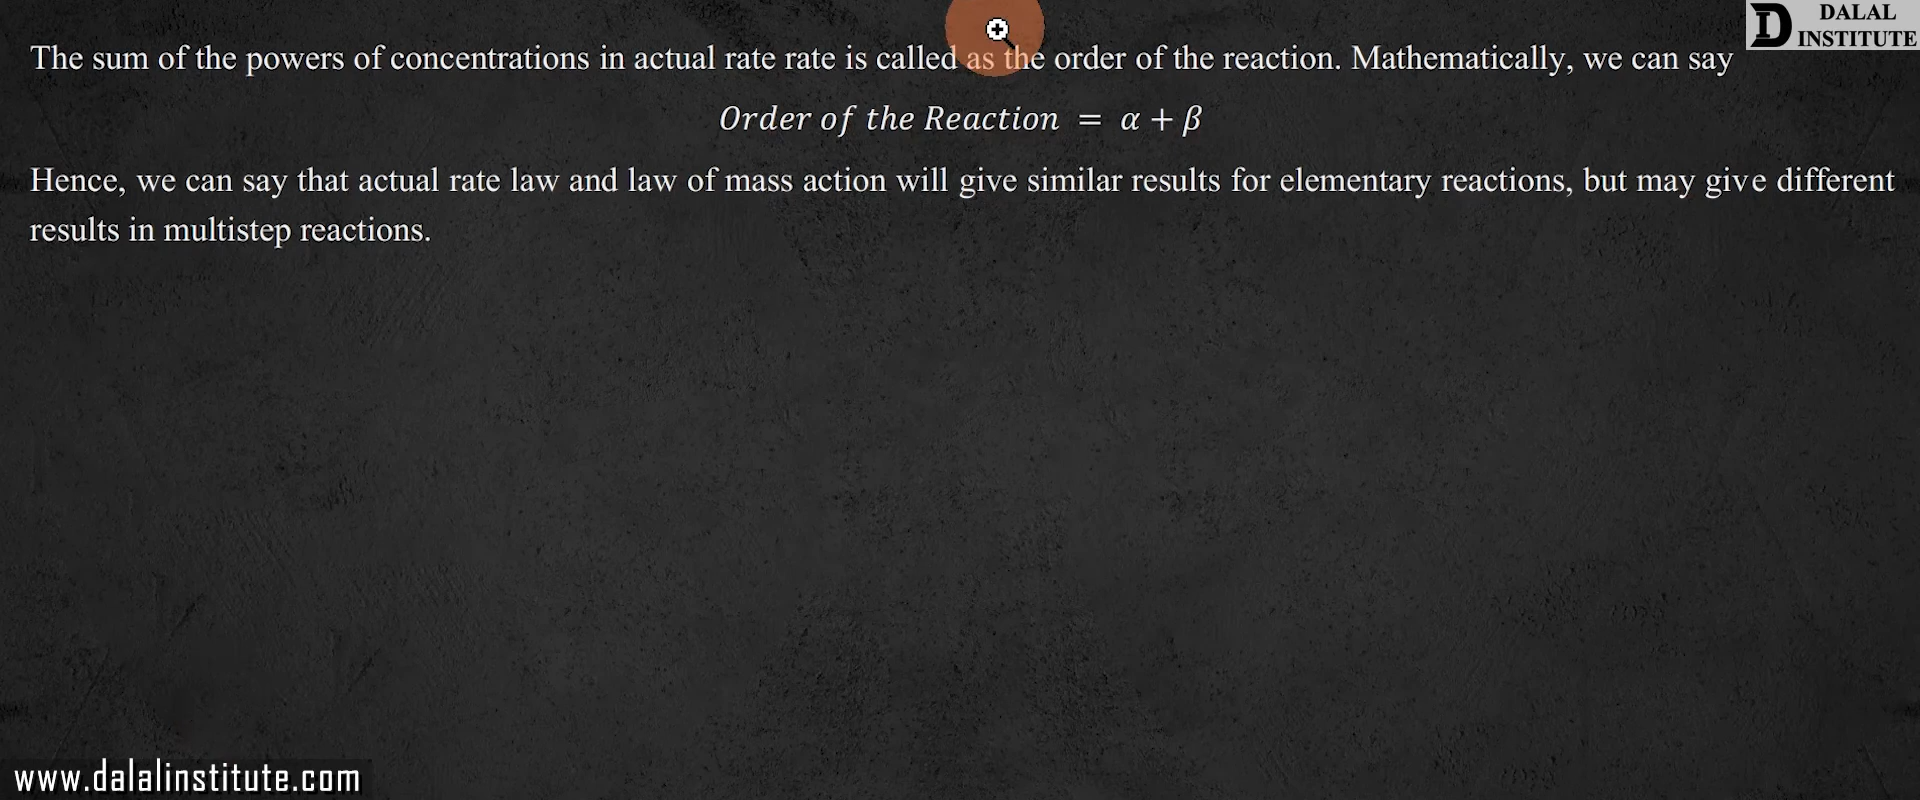 DALAL
INSTITUTE
The sum of the powers of concentrations in actual rate rate is called as the order of the reaction. Mathematically, we can say
Order of the Reaction = α + β
Hence, we can say that actual rate law and law of mass action will give similar results for elementary reactions, but may give different
results in multistep reactions.
www.dalalinstitute.com